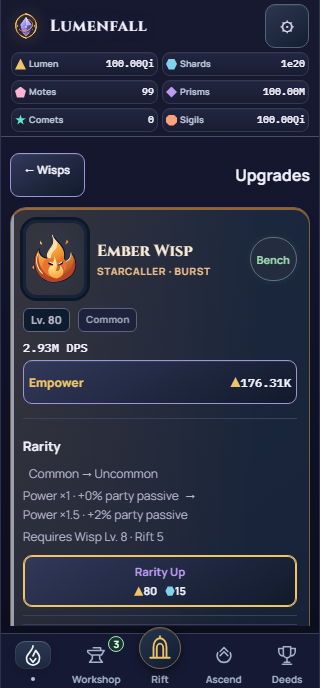 Lumenfall
Lumen 100.00Qi
Shards 1e20
Motes 99
Prisms 100.00M
Comets 0
Sigils 100.00Qi
← Wisps
Upgrades
Ember Wisp
STARCALLER · BURST
Bench
Lv. 80
Common
2.93M DPS
Empower 176.31K
Rarity
Common → Uncommon
Power ×1 · +0% party passive →
Power ×1.5 · +2% party passive
Requires Wisp Lv. 8 · Rift 5
Rarity Up
80 15
3
Workshop
Rift
Ascend
Deeds